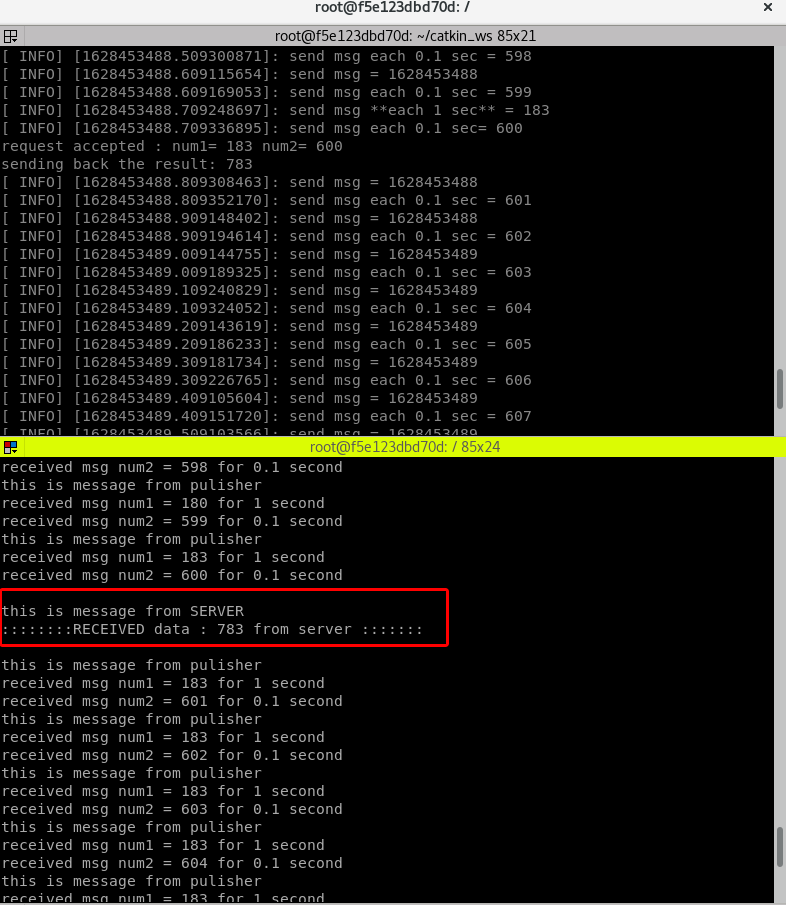 root@f5e123dbd70d: /
root@f5e123dbd70d: ~/catkin_ws 85x21
[ INFO] [1628453488.509300871]: send msg each 0.1 sec = 598
[ INFO] [1628453488.609115654]: send msg = 1628453488
[ INFO] [1628453488.609169053]: send msg each 0.1 sec = 599
[ INFO] [1628453488.709248697]: send msg **each 1 sec** = 183
[ INFO] [1628453488.709336895]: send msg each 0.1 sec= 600
request accepted : num1= 183 num2= 600
sending back the result: 783
[ INFO] [1628453488.809308463]: send msg = 1628453488
[ INFO] [1628453488.809352170]: send msg each 0.1 sec = 601
[ INFO] [1628453488.909148402]: send msg = 1628453488
[ INFO] [1628453488.909194614]: send msg each 0.1 sec = 602
[ INFO] [1628453489.009144755]: send msg = 1628453489
[ INFO] [1628453489.009189325]: send msg each 0.1 sec = 603
[ INFO] [1628453489.109240829]: send msg = 1628453489
[ INFO] [1628453489.109324052]: send msg each 0.1 sec = 604
[ INFO] [1628453489.209143619]: send msg = 1628453489
[ INFO] [1628453489.209186233]: send msg each 0.1 sec = 605
[ INFO] [1628453489.309181734]: send msg = 1628453489
[ INFO] [1628453489.309226765]: send msg each 0.1 sec = 606
[ INFO] [1628453489.409105604]: send msg = 1628453489
[ INFO] [1628453489.409151720]: send msg each 0.1 sec = 607
[ INFO] [1628453489.509103566]: send msg = 1628453489
root@f5e123dbd70d: / 85x24
received msg num2 = 598 for 0.1 second
this is message from pulisher
received msg num1 = 180 for 1 second
received msg num2 = 599 for 0.1 second
this is message from pulisher
received msg num1 = 183 for 1 second
received msg num2 = 600 for 0.1 second
this is message from SERVER
::::::::RECEIVED data : 783 from server :::::::
this is message from pulisher
received msg num1 = 183 for 1 second
received msg num2 = 601 for 0.1 second
this is message from pulisher
received msg num1 = 183 for 1 second
received msg num2 = 602 for 0.1 second
this is message from pulisher
received msg num1 = 183 for 1 second
received msg num2 = 603 for 0.1 second
this is message from pulisher
received msg num1 = 183 for 1 second
received msg num2 = 604 for 0.1 second
this is message from pulisher
received msg num1 = 183 for 1 second